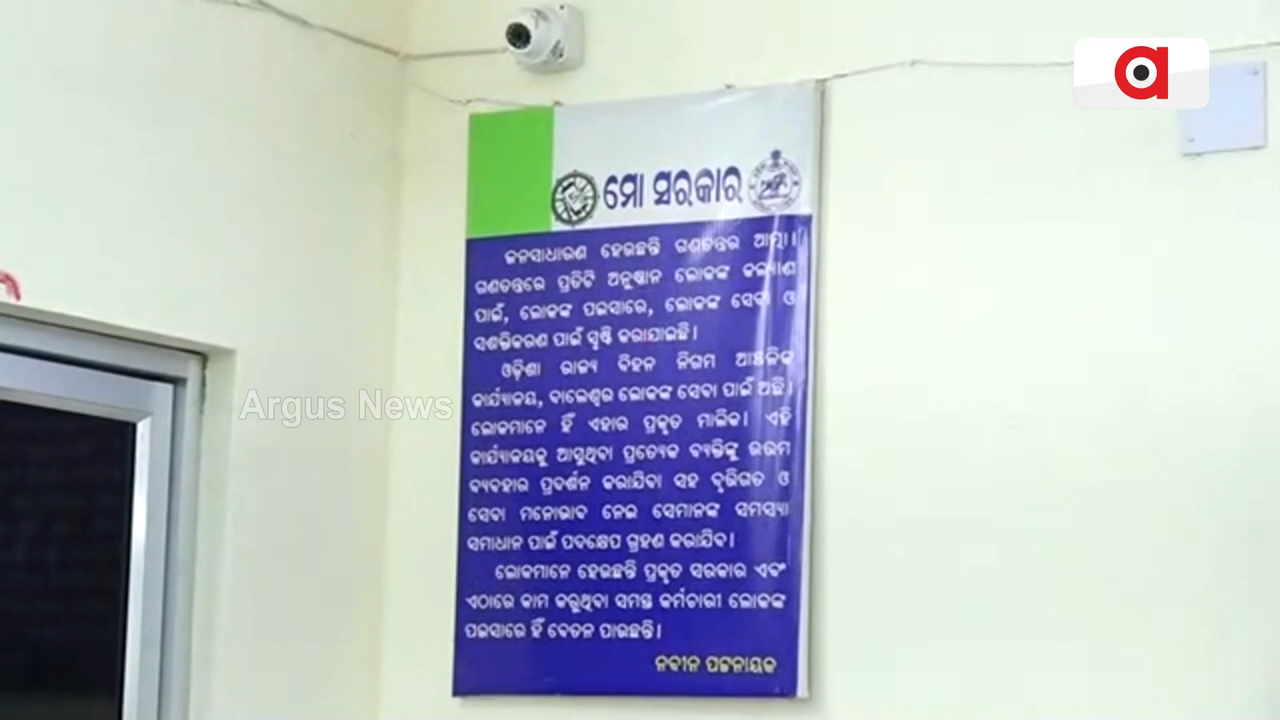 ମୋ ସରକାର
ଜନସାଧାରଣ ହେଉଛନ୍ତି ଗଣତନ୍ତ୍ରର ଆତ୍ମା।
ଗଣତନ୍ତ୍ରରେ ପ୍ରତିଟି ଅନୁଷ୍ଠାନ ଲୋକଙ୍କ କଲ୍ୟାଣ
ପାଇଁ, ଲୋକଙ୍କ ପଇସାରେ, ଲୋକଙ୍କ ସେବା ଓ
ସଶକ୍ତିକରଣ ପାଇଁ ସୃଷ୍ଟି କରାଯାଇଛି।
ଓଡ଼ିଶା ରାଜ୍ୟ ବିହନ ନିଗମ ଆଞ୍ଚଳିକ
କାର୍ଯ୍ୟାଳୟ, ବାଲେଶ୍ୱର ଲୋକଙ୍କ ସେବା ପାଇଁ ଅଛି।
ଲୋକମାନେ ହିଁ ଏହାର ପ୍ରକୃତ ମାଲିକ। ଏହି
କାର୍ଯ୍ୟାଳୟକୁ ଆସୁଥିବା ପ୍ରତ୍ୟେକ ବ୍ୟକ୍ତିଙ୍କୁ ଉତ୍ତମ
ବ୍ୟବହାର ପ୍ରଦର୍ଶନ କରାଯିବା ସହ ବୃତ୍ତିଗତ ଓ
ସେବା ମନୋଭାବ ନେଇ ସେମାନଙ୍କ ସମସ୍ୟା
ସମାଧାନ ପାଇଁ ପଦକ୍ଷେପ ଗ୍ରହଣ କରାଯିବ।
ଲୋକମାନେ ହେଉଛନ୍ତି ପ୍ରକୃତ ସରକାର ଏବଂ
ଏଠାରେ କାମ କରୁଥିବା ସମସ୍ତ କର୍ମଚାରୀ ଲୋକଙ୍କ
ପଇସାରେ ହିଁ ବେତନ ପାଉଛନ୍ତି।
ନବୀନ ପଟ୍ଟନାୟକ
Argus News